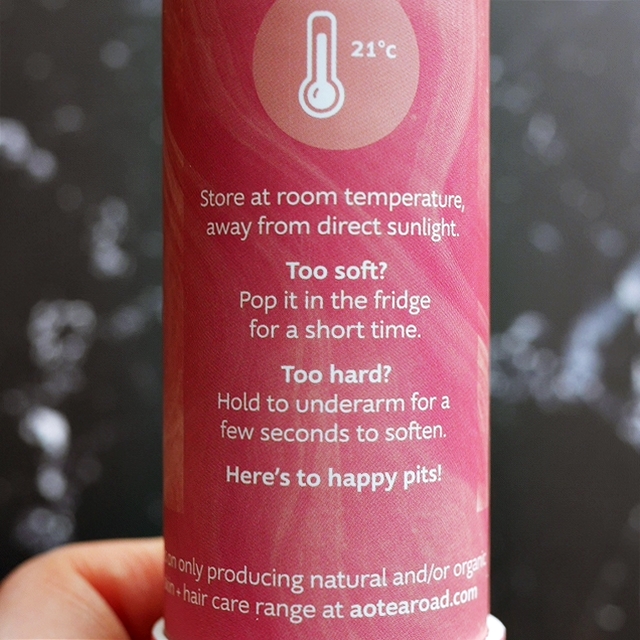 21°c
Store at room temperature,
away from direct sunlight.
Too soft?
Pop it in the fridge
for a short time.
Too hard?
Hold to underarm for a
few seconds to soften.
Here's to happy pits!
only producing natural and/or organic
+ hair care range at aotearoad.com